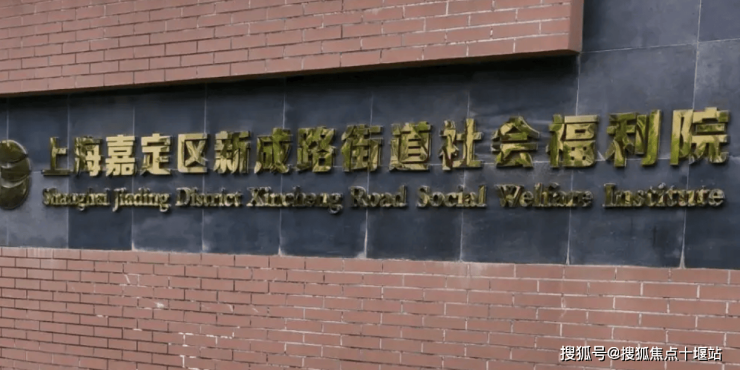 上海嘉定区新成路街道社会福利院
Shanghai Jiading District Xincheng Road Social Welfare Institute
搜狐号@搜狐焦点十堰站